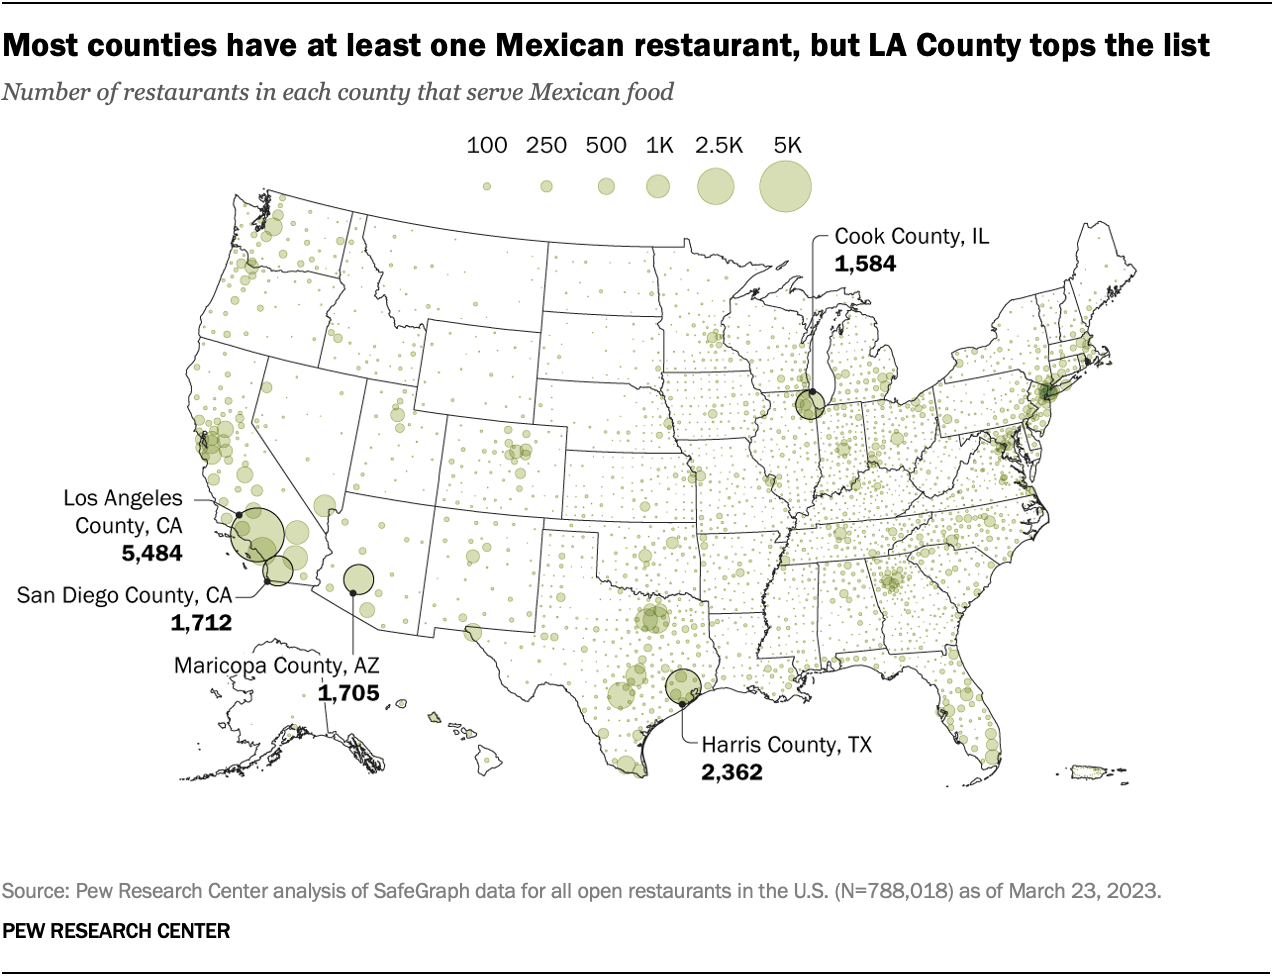 Most counties have at least one Mexican restaurant, but LA County tops the list
Number of restaurants in each county that serve Mexican food
100 250 500 1K 2.5K 5K
Cook County, IL
1,584
Los Angeles
County, CA
5,484
San Diego County, CA
1,712
Maricopa County, AZ
1,705
Harris County, TX
2,362
Source: Pew Research Center analysis of SafeGraph data for all open restaurants in the U.S. (N=788,018) as of March 23, 2023.
PEW RESEARCH CENTER